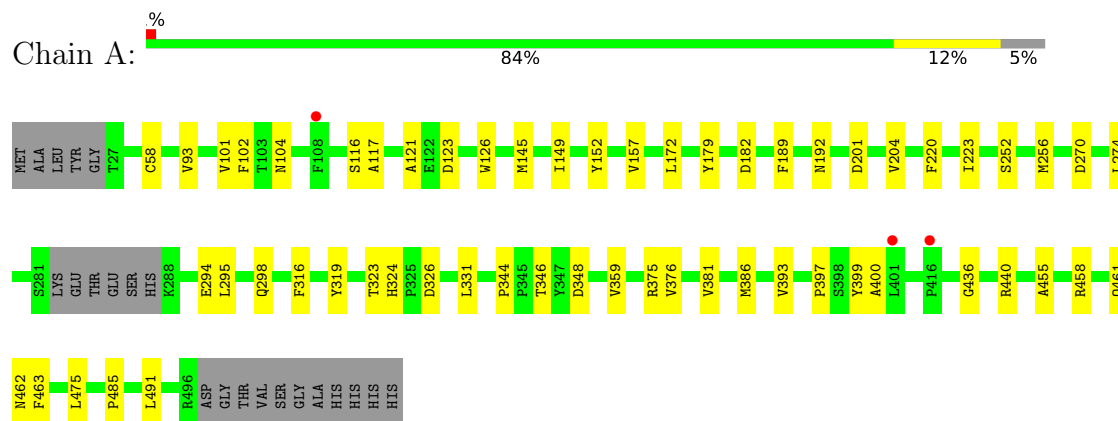 .%
Chain A:
84% 12% 5%
MET ALA LEU TYR GLY T27 C58 V93 V101 F102 T103 N104 F108 S116 A117 A121 E122 D123 W126 M145 I149 Y152 V157 L172 Y179 D182 F189 N192 D201 V204 F220 I223 S252 M256 D270
S281 LYS GLU THR GLU SER HIS K288 E294 L295 Q298 F316 Y319 T323 H324 P325 D326 L331 P344 P345 T346 Y347 D348 V359 R375 V376 V381 M386 V393 P397 S398 Y399 A400 L401 P416 G436 R440 A455 R458
N462 F463 L475 P485 L491 R496 ASP GLY THR VAL SER GLY ALA HIS HIS HIS HIS